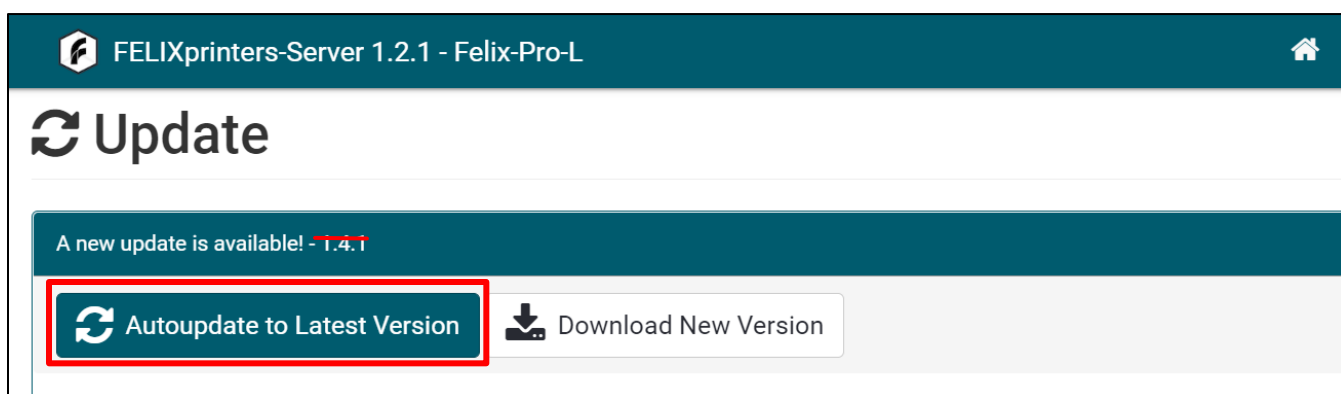 FELIXprinters-Server 1.2.1 - Felix-Pro-L
Update
A new update is available! - 1.4.1
Autoupdate to Latest Version
Download New Version